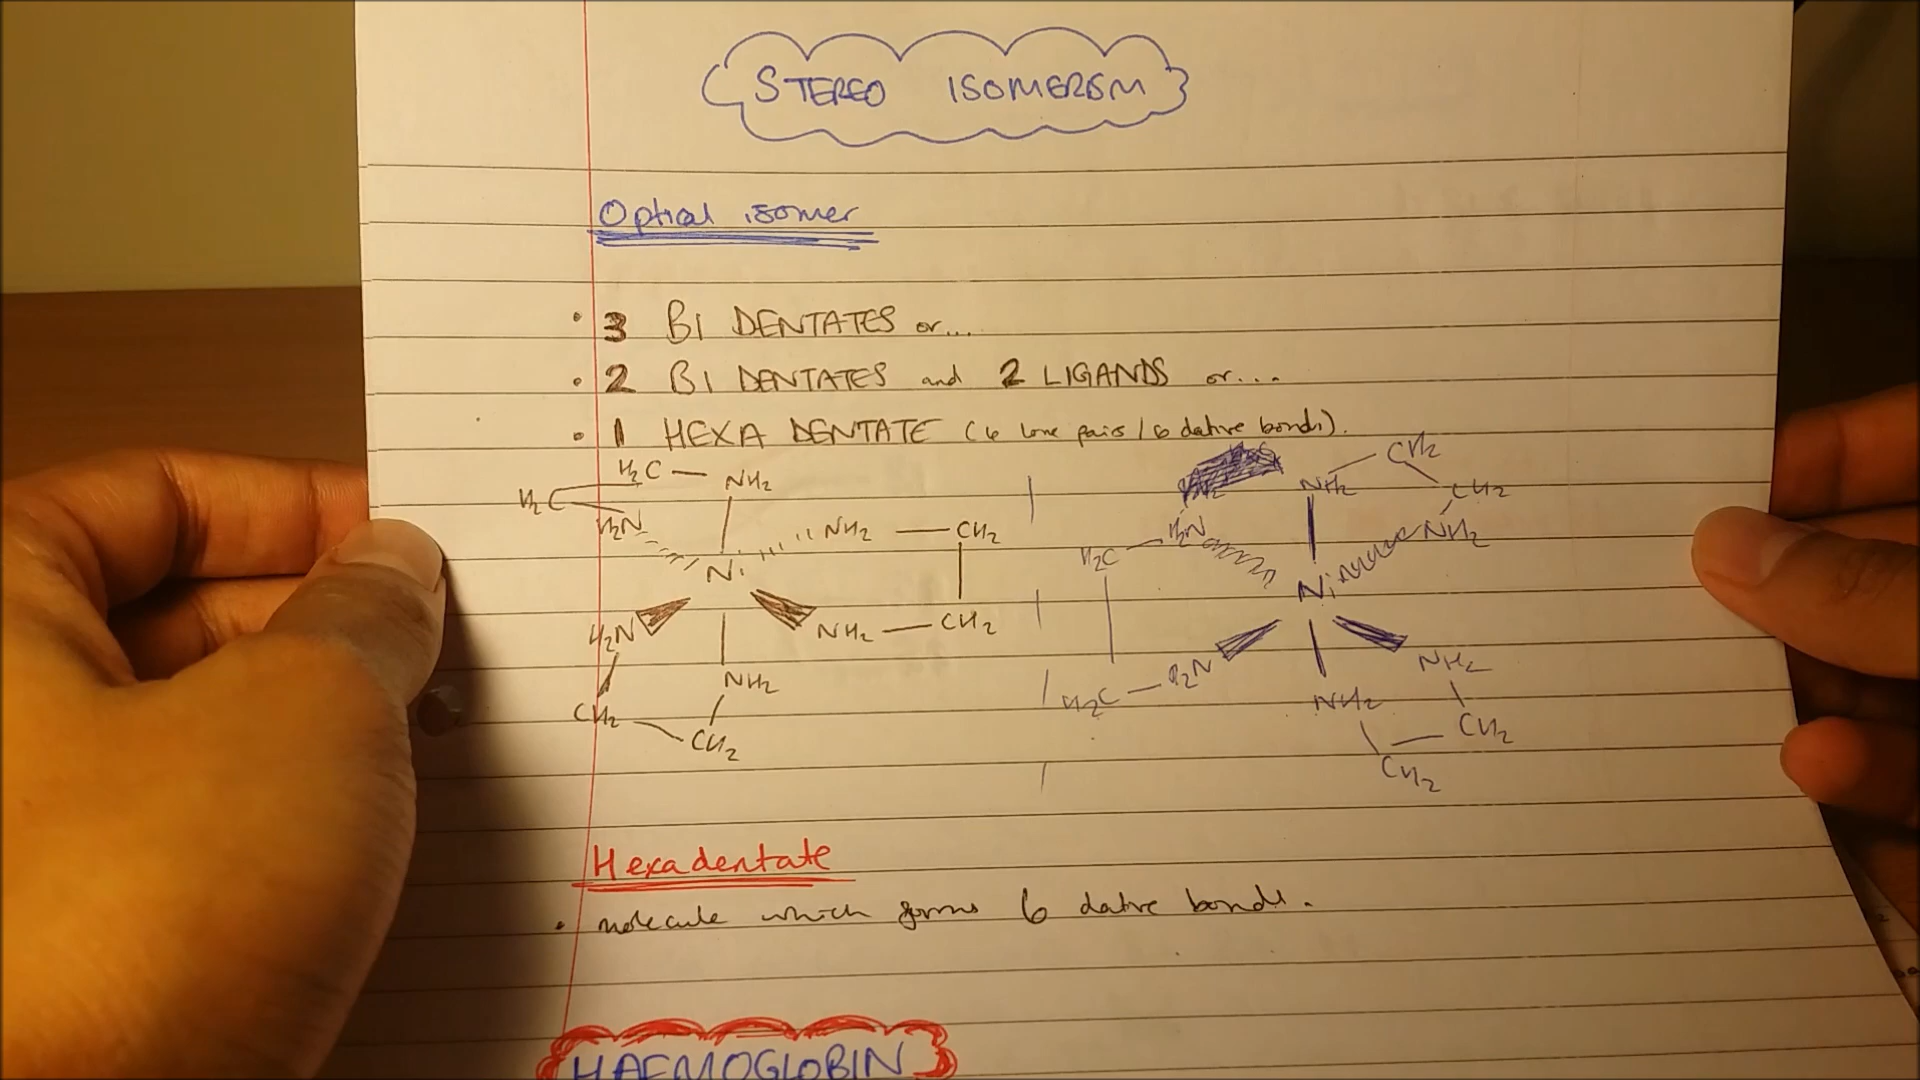 STEREO ISOMERSM
Optical isomer
• 3 BI DENTATES or...
• 2 BI DENTATES and 2 LIGANDS or....
• 1 HEXA DENTATE (6 lone pairs / 6 dative bonds).
H₂C — NH₂
H₂C
H₂N
NH₂ — CH₂
Ni
H₂N
NH₂ — CH₂
NH₂
CH₂
CH₂
NH₂ CH₂
CH₂
H₂N
NH₂
H₂C
Ni
H₂N
NH₂
H₂C
NH₂
CH₂
CH₂
Hexadentate
• molecule which forms 6 dative bonds.
HAEMOGLOBIN